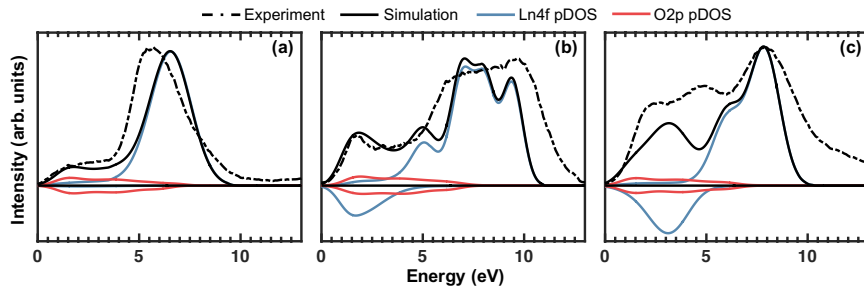 Experiment Simulation Ln4f pDOS O2p pDOS
(a) (b) (c)
Intensity (arb. units)
0 5 10 0 5 10 0 5 10
Energy (eV)